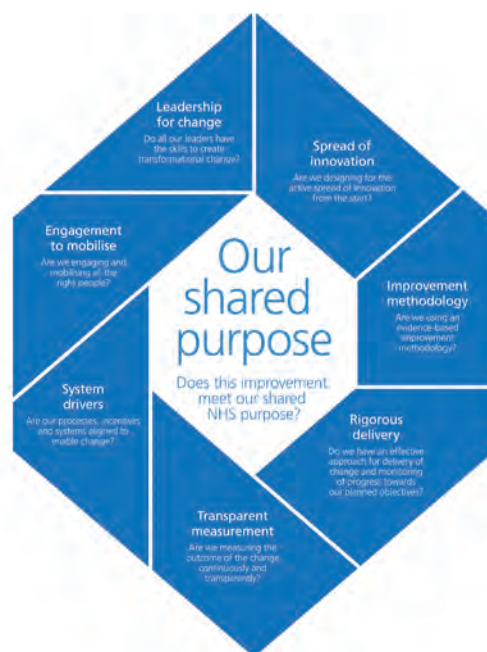 Leadership
for change
Do all our leaders have
the skills to create
transformational change?
Spread of
innovation
Are we designing for the
active spread of innovation
from the start?
Engagement
to mobilise
Are we engaging and
mobilising all the
right people?
Our
shared
purpose
Does this improvement
meet our shared
NHS purpose?
Improvement
methodology
Are we using an
evidence-based
improvement
methodology?
System
drivers
Are our processes, incentives
and systems aligned to
enable change?
Rigorous
delivery
Do we have an effective
approach for delivery of
change and monitoring
of progress towards
our planned objectives?
Transparent
measurement
Are we measuring the
outcome of the change
continuously and
transparently?